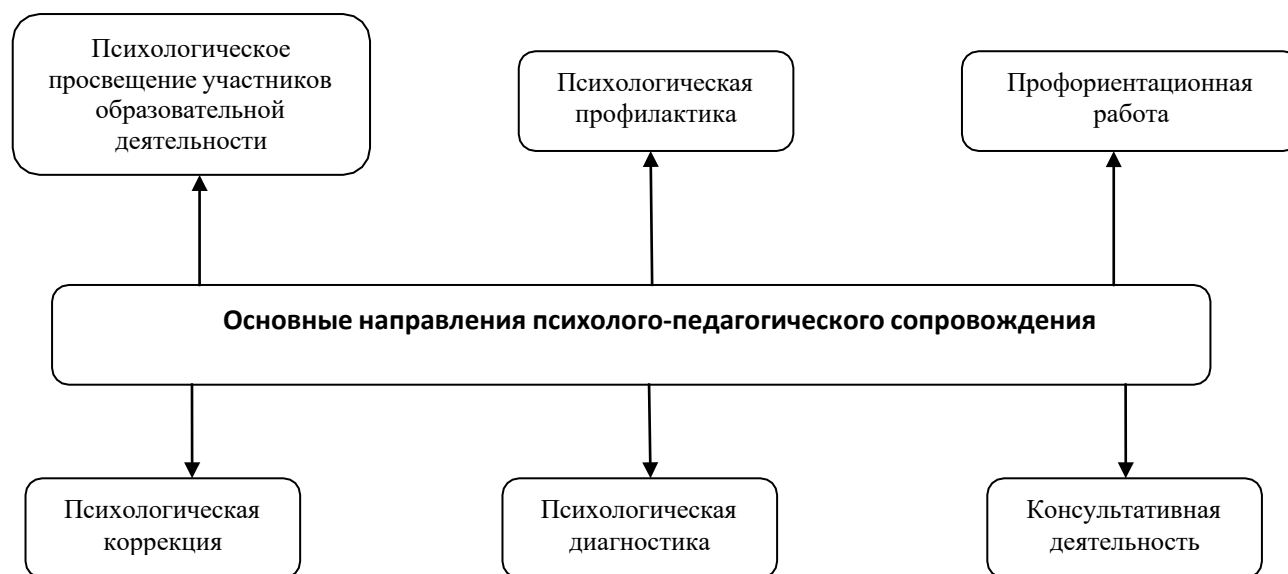 Психологическое
просвещение участников
образовательной
деятельности
Психологическая
профилактика
Профориентационная
работа
Основные направления психолого-педагогического сопровождения
Психологическая
коррекция
Психологическая
диагностика
Консультативная
деятельность